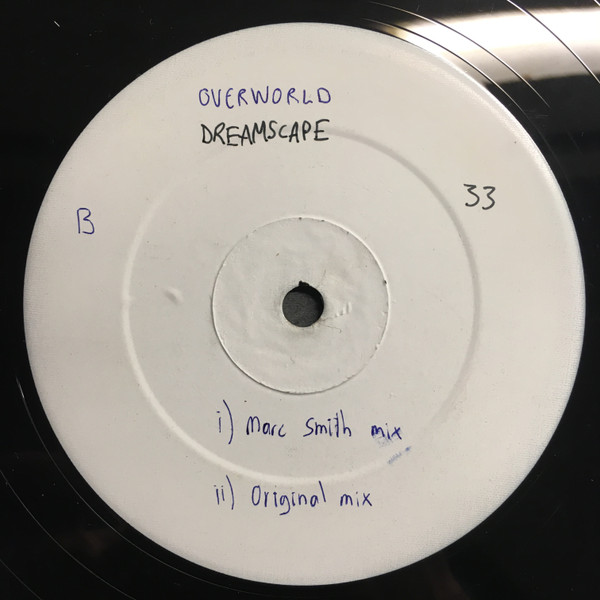 OVERWORLD
DREAMSCAPE
B
33
i) Marc Smith mix
ii) Original mix